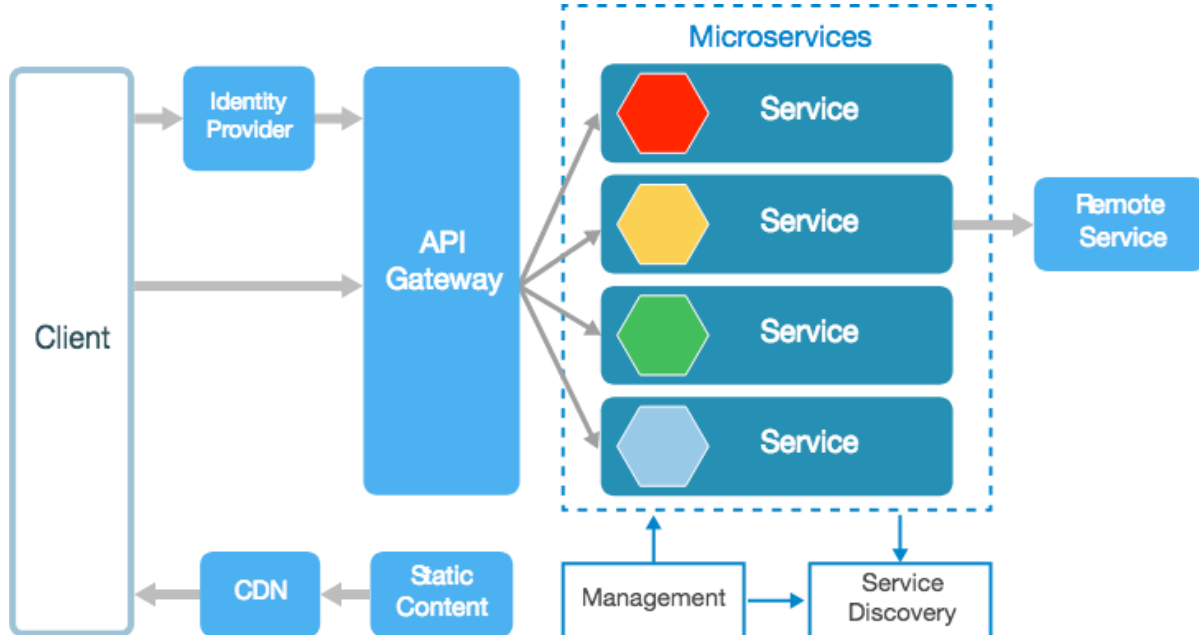 Microservices
Identity
Provider
Service
Service
Remote
Service
API
Gateway
Client
Service
Service
CDN
Static
Content
Management
Service
Discovery